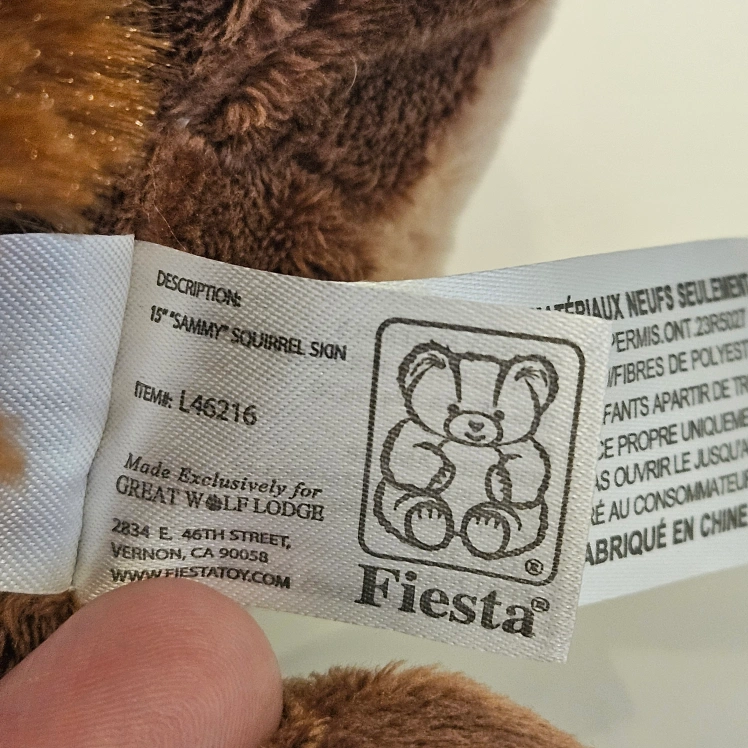 DESCRIPTION:
15" "SAMMY" SQUIRREL SKIN
ITEM#: L46216
Made Exclusively for
GREAT WOLF LODGE
2834 E. 46TH STREET,
VERNON, CA 90058
WWW.FIESTATOY.COM
®
Fiesta®
MATÉRIAUX NEUFS SEULEMENT
PERMIS.ONT.23R5027
/FIBRES DE POLYEST
FANTS APARTIR DE TR
CE PROPRE UNIQUEME
AS OUVRIR LE JUSQU'A
RÉ AU CONSOMMATEU
ABRIQUÉ EN CHINE